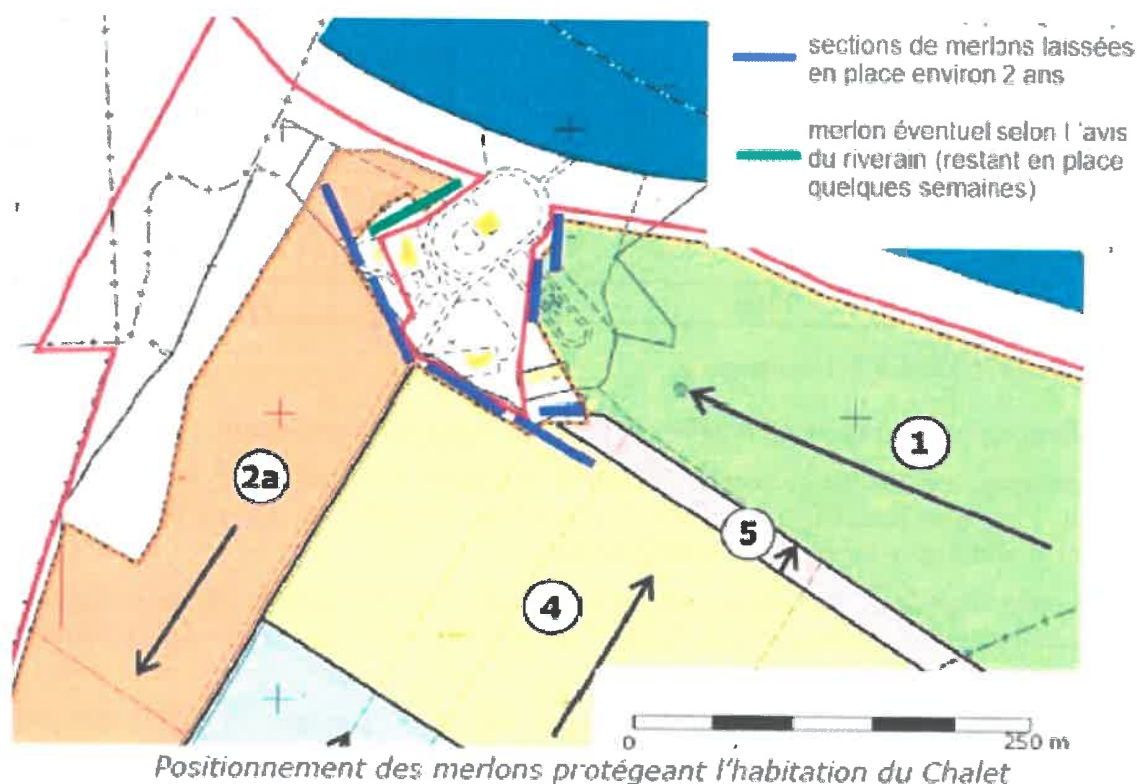 sections de merlons laissées
en place environ 2 ans
merlon éventuel selon l'avis
du riverain (restant en place
quelques semaines)
1
2a
5
4
0
250 m
Positionnement des merlons protégeant l'habitation du Chalet